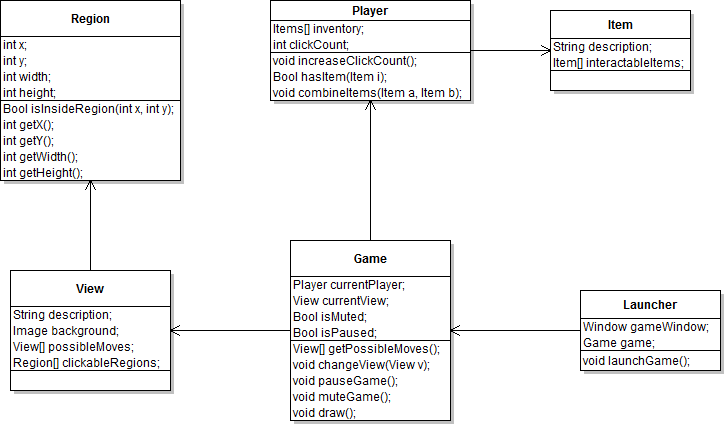 Region
int x;
int y;
int width;
int height;
Bool isInsideRegion(int x, int y);
int getX();
int getY();
int getWidth();
int getHeight();
Player
Items[] inventory;
int clickCount;
void increaseClickCount();
Bool hasItem(Item i);
void combineItems(Item a, Item b);
Item
String description;
Item[] interactableItems;
View
String description;
Image background;
View[] possibleMoves;
Region[] clickableRegions;
Game
Player currentPlayer;
View currentView;
Bool isMuted;
Bool isPaused;
View[] getPossibleMoves();
void changeView(View v);
void pauseGame();
void muteGame();
void draw();
Launcher
Window gameWindow;
Game game;
void launchGame();